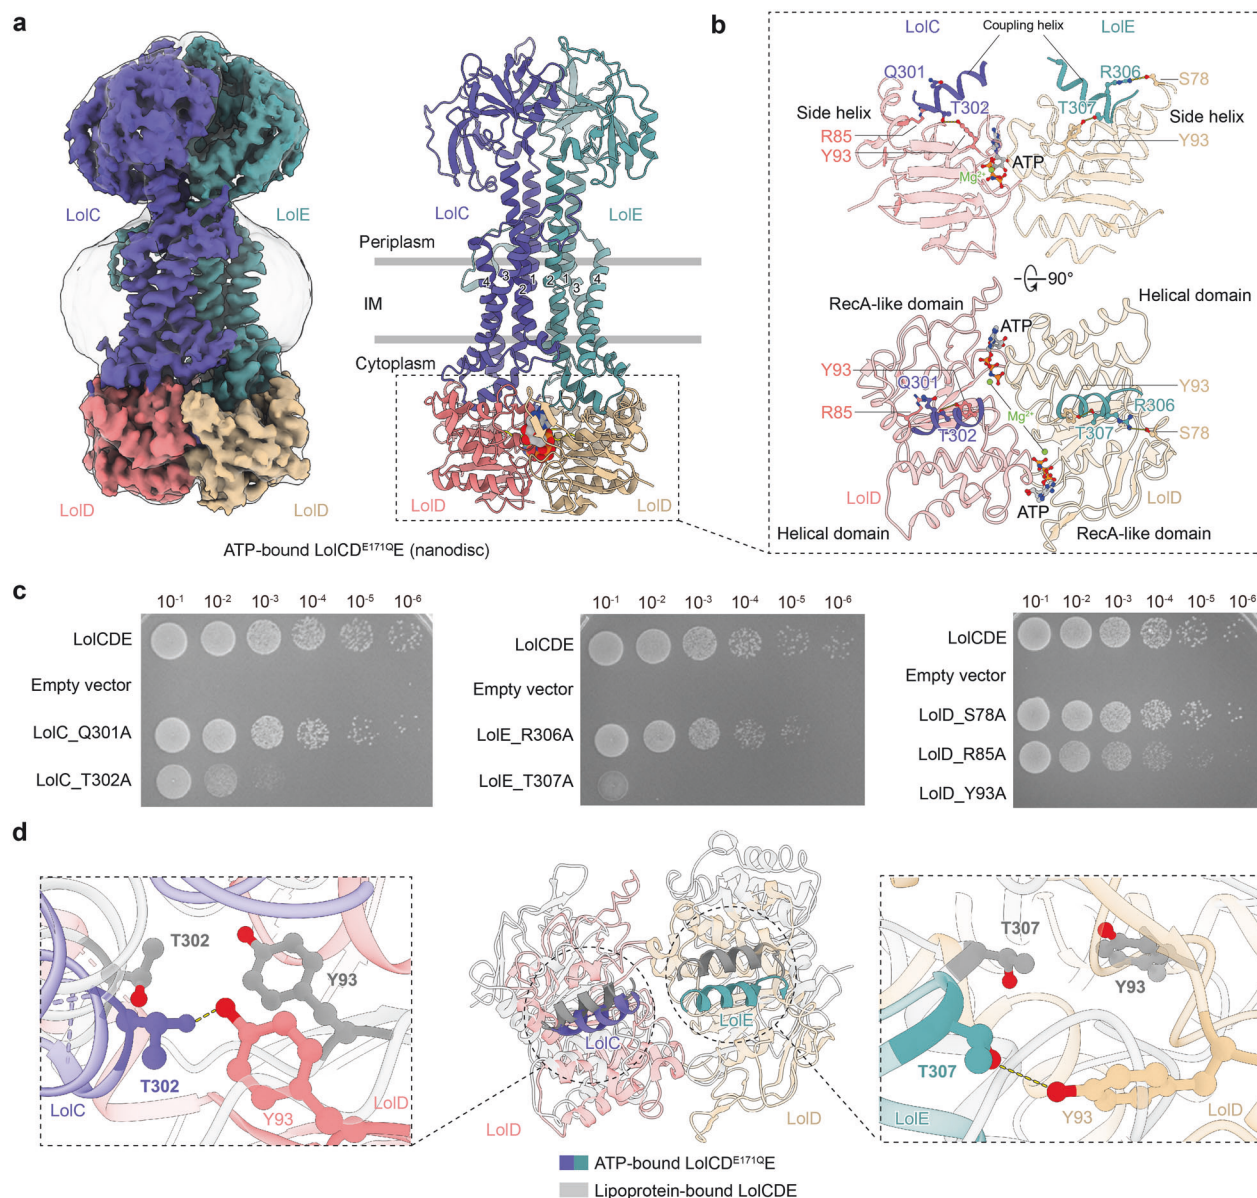 a
LolC
LolE
LolD
LolD
LolC
LolE
Periplasm
4
3
2
1
2
1
3
4
IM
Cytoplasm
LolD
LolD
ATP-bound LolCD^E171QE (nanodisc)
b
LolC
Coupling helix
LolE
Q301
R306
S78
T302
T307
Side helix
Side helix
R85
Y93
Y93
ATP
Mg²⁺
90°
RecA-like domain
Helical domain
ATP
Y93
Q301
Y93
R85
R306
Mg²⁺
T302
T307
S78
LolD
LolD
ATP
Helical domain
RecA-like domain
c
10⁻¹ 10⁻² 10⁻³ 10⁻⁴ 10⁻⁵ 10⁻⁶
LolCDE
Empty vector
LolC_Q301A
LolC_T302A
10⁻¹ 10⁻² 10⁻³ 10⁻⁴ 10⁻⁵ 10⁻⁶
LolCDE
Empty vector
LolE_R306A
LolE_T307A
10⁻¹ 10⁻² 10⁻³ 10⁻⁴ 10⁻⁵ 10⁻⁶
LolCDE
Empty vector
LolD_S78A
LolD_R85A
LolD_Y93A
d
T302
Y93
T302
LolC
Y93
LolD
LolC
LolE
LolD
LolD
T307
Y93
T307
Y93
LolE
LolD
ATP-bound LolCD^E171QE
Lipoprotein-bound LolCDE